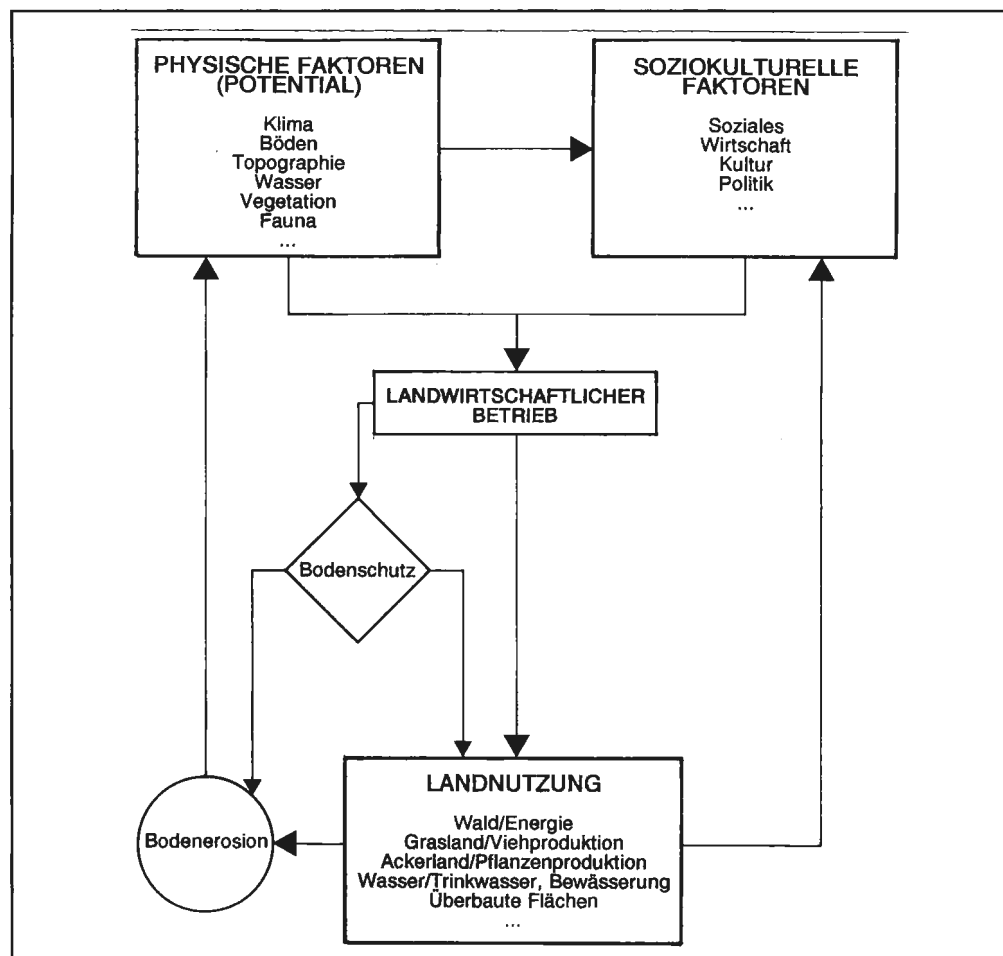 PHYSISCHE FAKTOREN
(POTENTIAL)
Klima
Böden
Topographie
Wasser
Vegetation
Fauna
...
SOZIOKULTURELLE
FAKTOREN
Soziales
Wirtschaft
Kultur
Politik
...
LANDWIRTSCHAFTLICHER
BETRIEB
Bodenschutz
Bodenerosion
LANDNUTZUNG
Wald/Energie
Grasland/Viehproduktion
Ackerland/Pflanzenproduktion
Wasser/Trinkwasser, Bewässerung
Überbaute Flächen
...